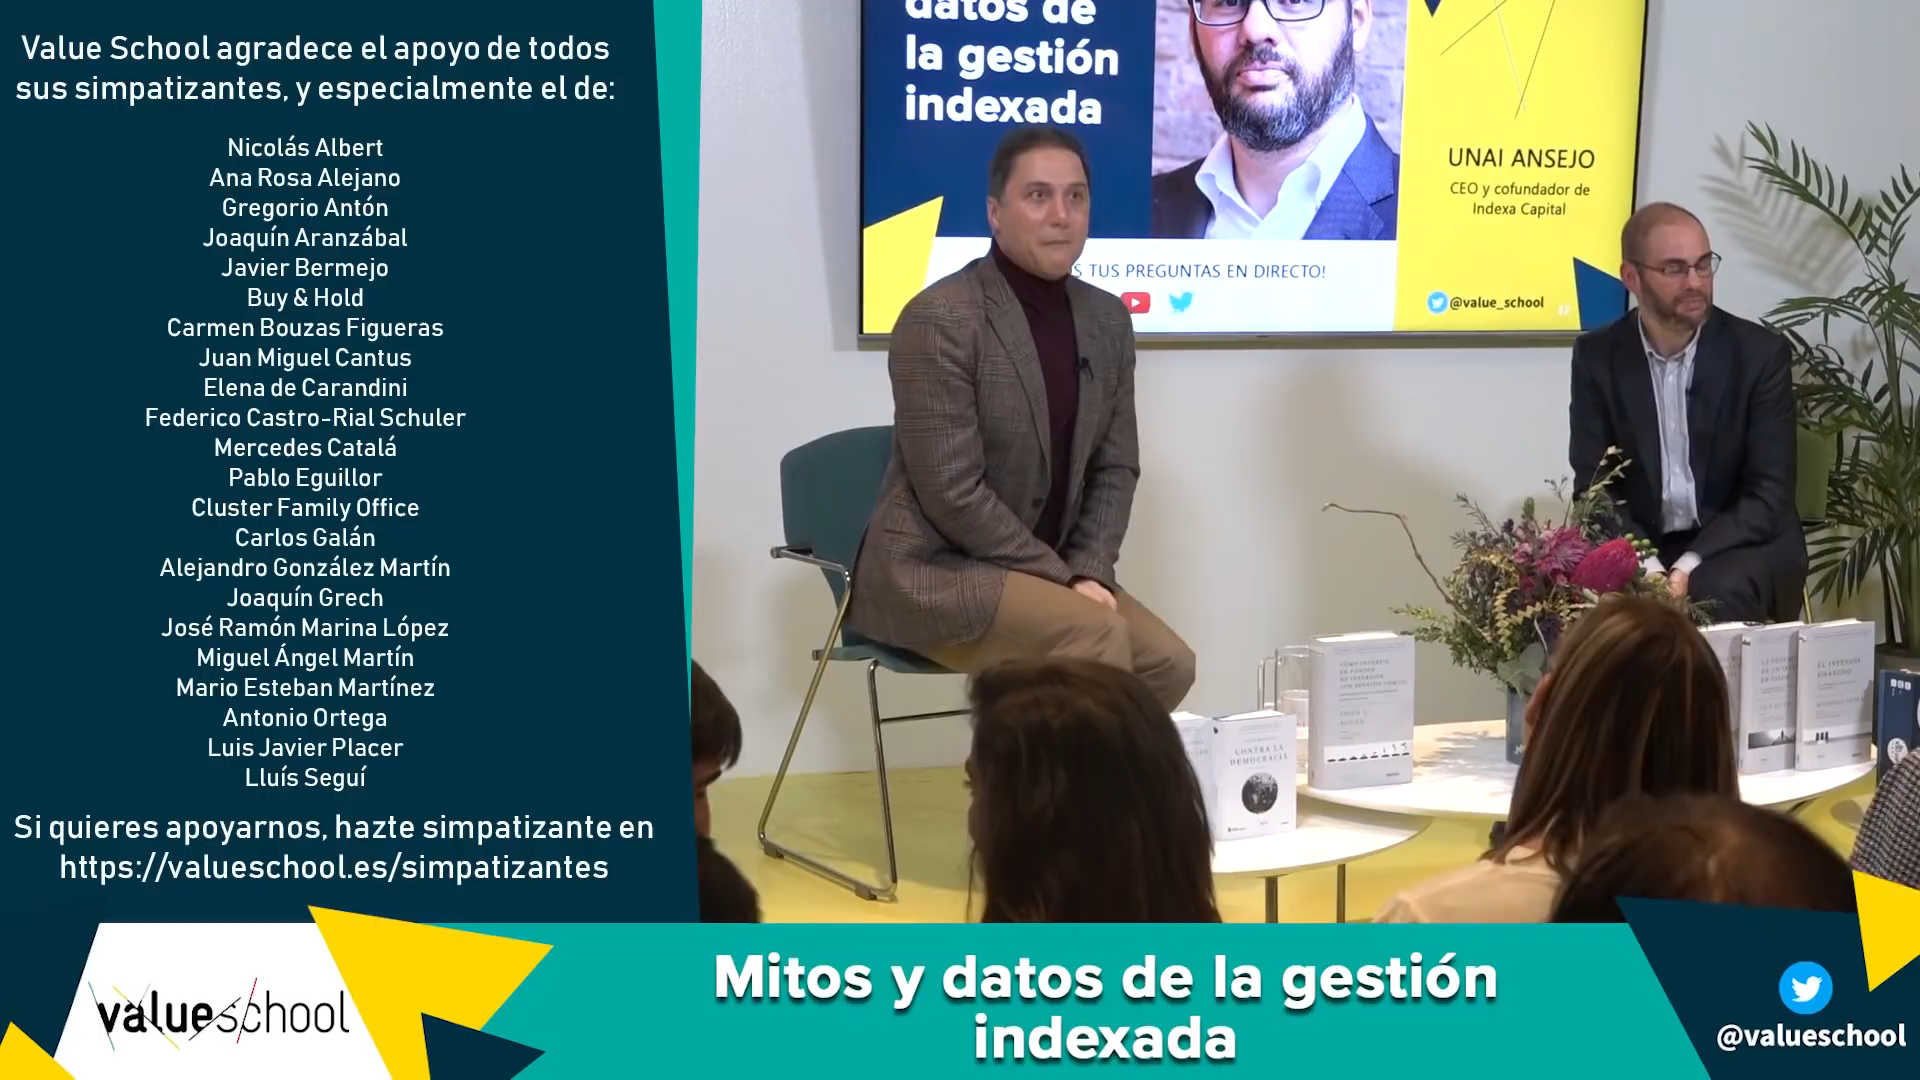 Value School agradece el apoyo de todos
sus simpatizantes, y especialmente el de:
Nicolás Albert
Ana Rosa Alejano
Gregorio Antón
Joaquín Aranzábal
Javier Bermejo
Buy & Hold
Carmen Bouzas Figueras
Juan Miguel Cantus
Elena de Carandini
Federico Castro-Rial Schuler
Mercedes Catalá
Pablo Eguillor
Cluster Family Office
Carlos Galán
Alejandro González Martín
Joaquín Grech
José Ramón Marina López
Miguel Ángel Martín
Mario Esteban Martínez
Antonio Ortega
Luis Javier Placer
Lluís Seguí
Si quieres apoyarnos, hazte simpatizante en
https://valueschool.es/simpatizantes
datos de
la gestión
indexada
UNAI ANSEJO
CEO y cofundador de
Indexa Capital
TUS PREGUNTAS EN DIRECTO!
@value_school
CONTRA LA
DEMOCRACIA
valueschool
Mitos y datos de la gestión
indexada
@valueschool